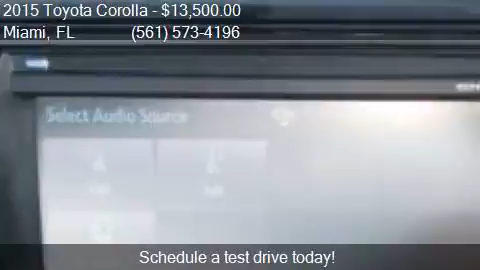 2015 Toyota Corolla - $13,500.00
Miami, FL (561) 573-4196
Select Audio Source
Schedule a test drive today!